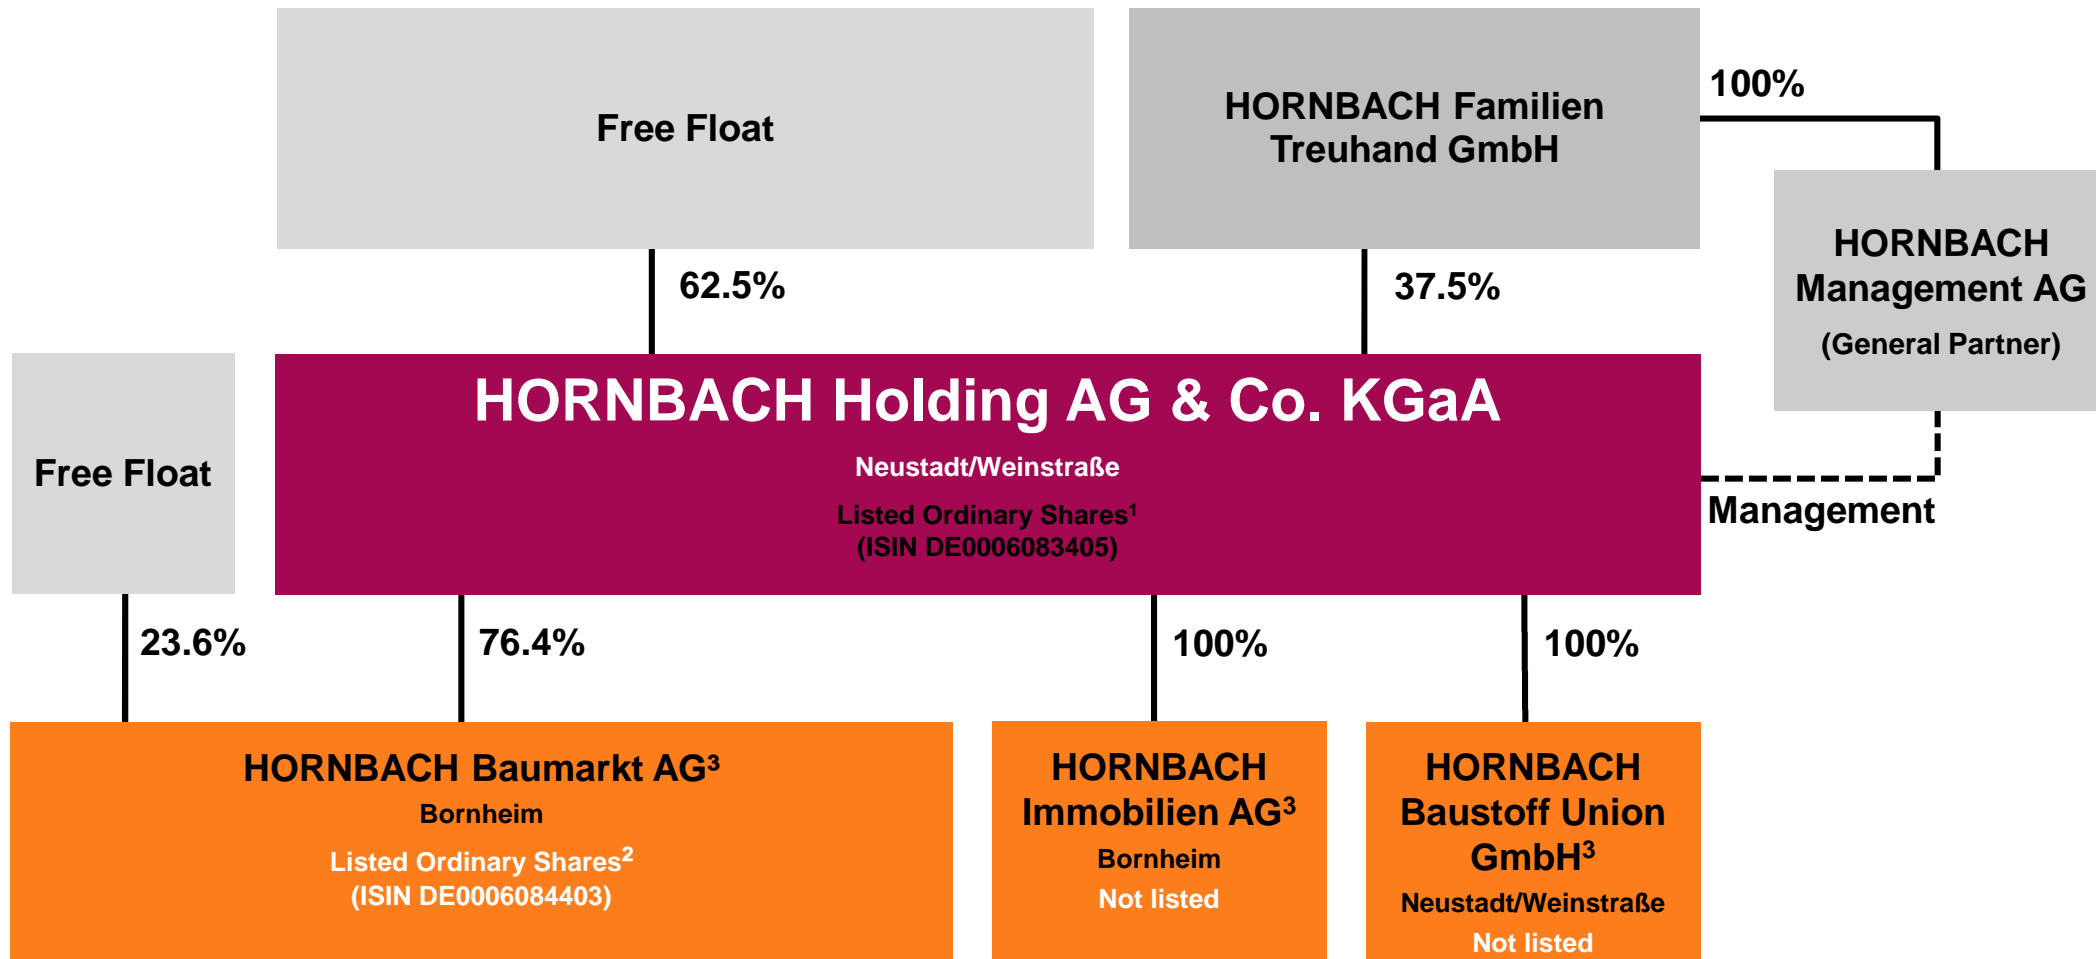 Free Float
HORNBACH Familien
Treuhand GmbH
100%
HORNBACH
Management AG
(General Partner)
62.5%
37.5%
Free Float
HORNBACH Holding AG & Co. KGaA
Neustadt/Weinstraße
Listed Ordinary Shares¹
(ISIN DE0006083405)
Management
23.6%
76.4%
100%
100%
HORNBACH Baumarkt AG³
Bornheim
Listed Ordinary Shares²
(ISIN DE0006084403)
HORNBACH
Immobilien AG³
Bornheim
Not listed
HORNBACH
Baustoff Union
GmbH³
Neustadt/Weinstraße
Not listed